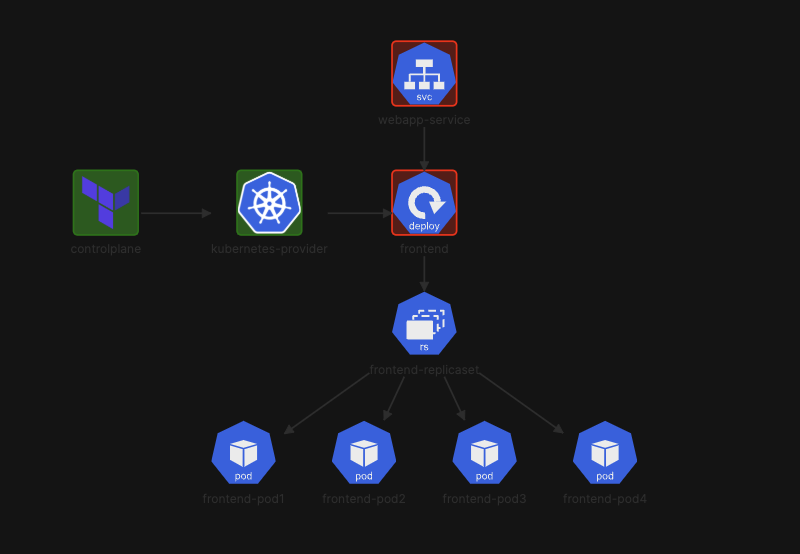 svc
webapp-service
deploy
controlplane
kubernetes-provider
frontend
rs
frontend-replicaset
pod
pod
pod
pod
frontend-pod1
frontend-pod2
frontend-pod3
frontend-pod4